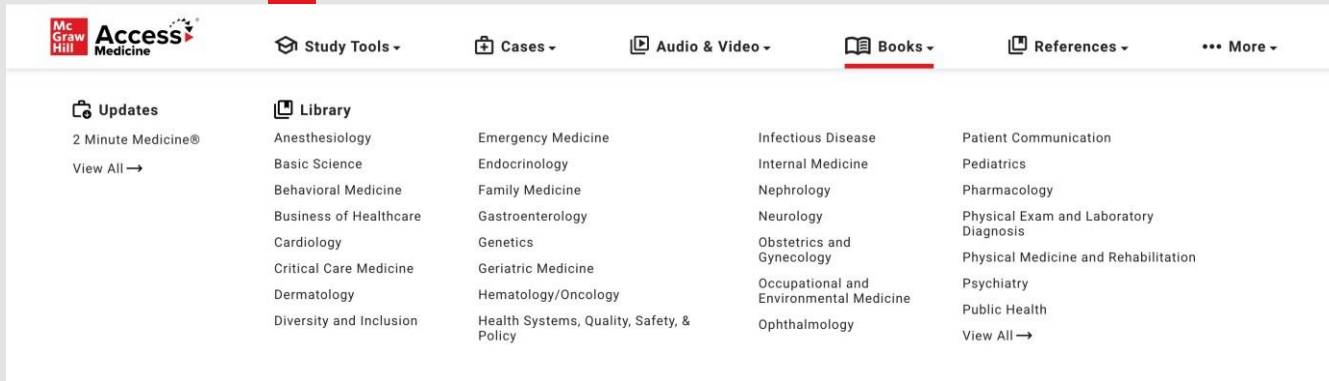 Mc
Graw
Hill
Access
Medicine
Study Tools
Cases
Audio & Video
Books
References
••• More
Updates
2 Minute Medicine®
View All→
Library
Anesthesiology
Basic Science
Behavioral Medicine
Business of Healthcare
Cardiology
Critical Care Medicine
Dermatology
Diversity and Inclusion
Emergency Medicine
Endocrinology
Family Medicine
Gastroenterology
Genetics
Geriatric Medicine
Hematology/Oncology
Health Systems, Quality, Safety, &
Policy
Infectious Disease
Internal Medicine
Nephrology
Neurology
Obstetrics and
Gynecology
Occupational and
Environmental Medicine
Ophthalmology
Patient Communication
Pediatrics
Pharmacology
Physical Exam and Laboratory
Diagnosis
Physical Medicine and Rehabilitation
Psychiatry
Public Health
View All→